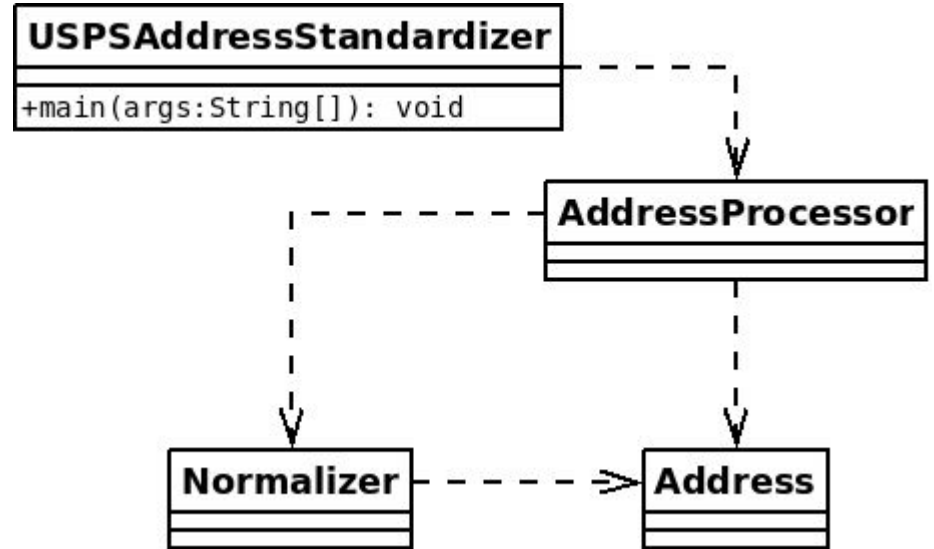 USPSAddressStandardizer
+main(args:String[]): void
AddressProcessor
Normalizer
Address